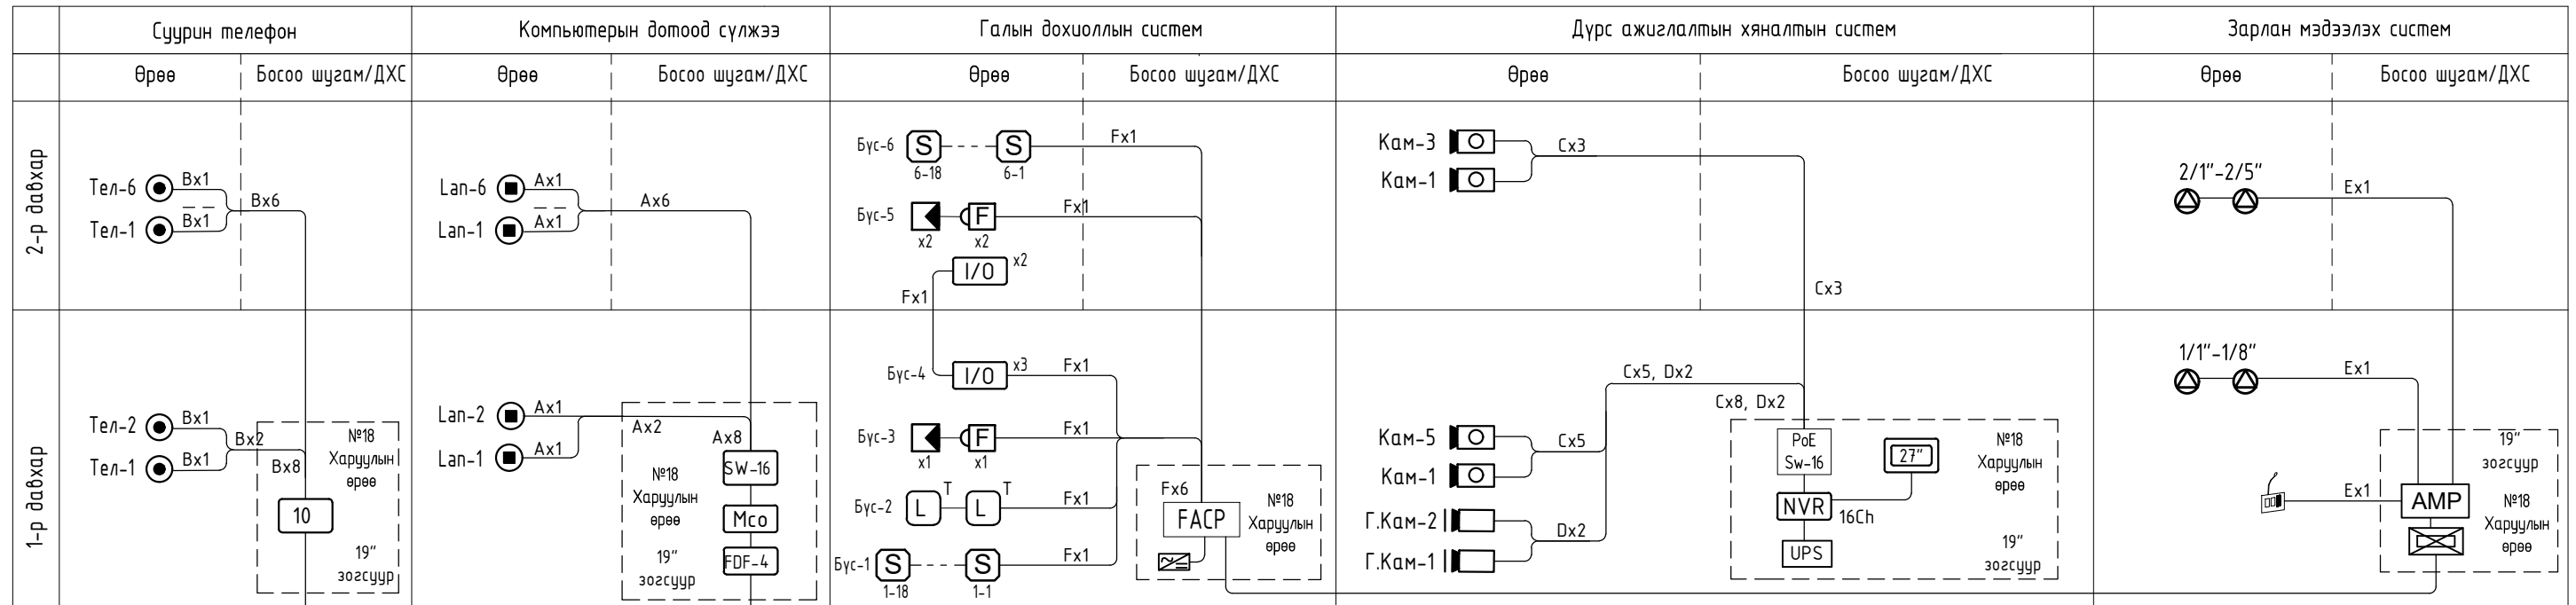 Суурин телефон
Компьютерын дотоод сүлжээ
Галын дохиоллын систем
Дүрс ажиглалтын хяналтын систем
Зарлан мэдээлэх систем
Өрөө
Босоо шугам/ДХС
Өрөө
Босоо шугам/ДХС
Өрөө
Босоо шугам/ДХС
Өрөө
Босоо шугам/ДХС
Өрөө
Босоо шугам/ДХС
2-р давхар
Тел-6
Bx1
Bx1
Тел-1
Bx6
Lan-6
Ax1
Ax1
Lan-1
Ax6
Бүс-6
S
S
Fx1
6-18
6-1
Бүс-5
F
Fx1
x2
x2
I/O
x2
Fx1
Кам-3
Кам-1
Cx3
Cx3
2/1"-2/5"
Ex1
1-р давхар
Тел-2
Bx1
Тел-1
Bx1
Bx2
Bx8
№18
Харуулын
өрөө
10
19"
зогсуур
Lan-2
Ax1
Lan-1
Ax1
Ax2
Ax8
SW-16
№18
Харуулын
өрөө
Мсо
19"
зогсуур
FDF-4
Бүс-4
I/O
x3
Fx1
Бүс-3
F
Fx1
x1
x1
Бүс-2
L
T
L
T
Fx1
Бүс-1
S
S
Fx1
1-18
1-1
Fx6
FACP
№18
Харуулын
өрөө
Cx5, Dx2
Cx8, Dx2
Кам-5
Кам-1
Cx5
Г.Кам-2
Г.Кам-1
Dx2
PoE
Sw-16
27"
№18
Харуулын
өрөө
NVR
16Ch
UPS
19"
зогсуур
1/1"-1/8"
Ex1
Ex1
19"
зогсуур
AMP
№18
Харуулын
өрөө